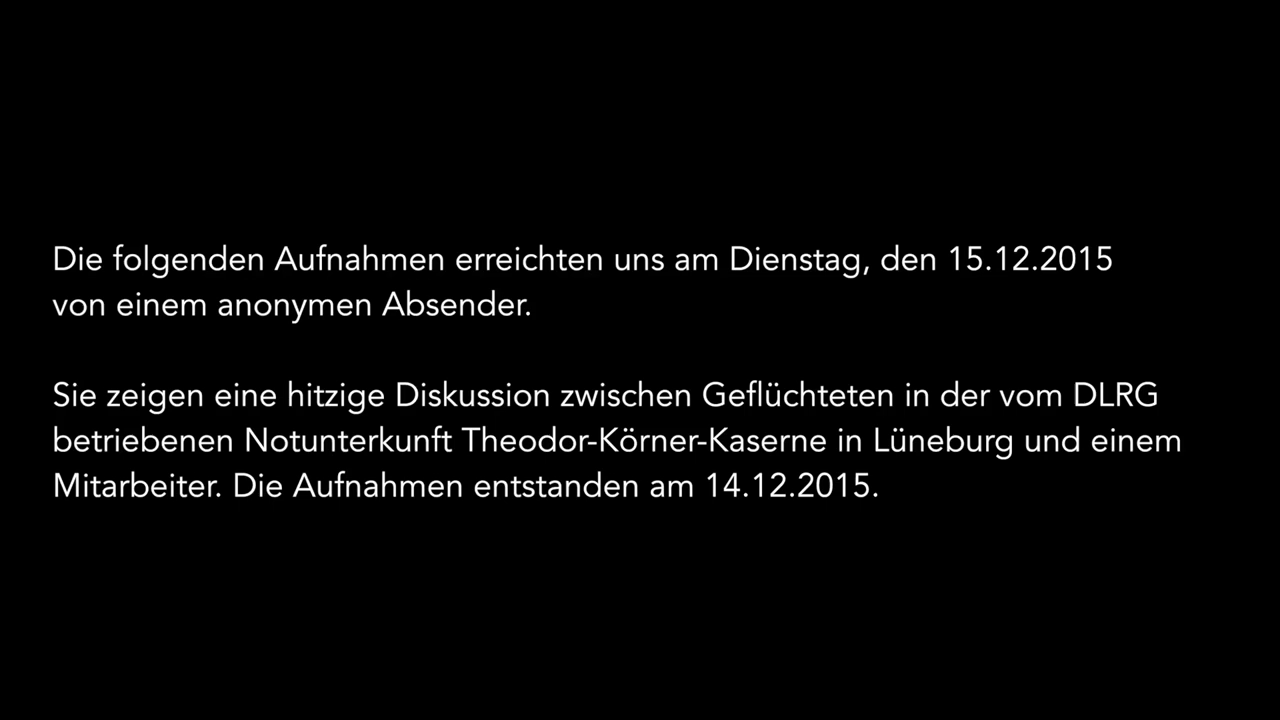 Die folgenden Aufnahmen erreichten uns am Dienstag, den 15.12.2015
von einem anonymen Absender.
Sie zeigen eine hitzige Diskussion zwischen Geflüchteten in der vom DLRG
betriebenen Notunterkunft Theodor-Körner-Kaserne in Lüneburg und einem
Mitarbeiter. Die Aufnahmen entstanden am 14.12.2015.